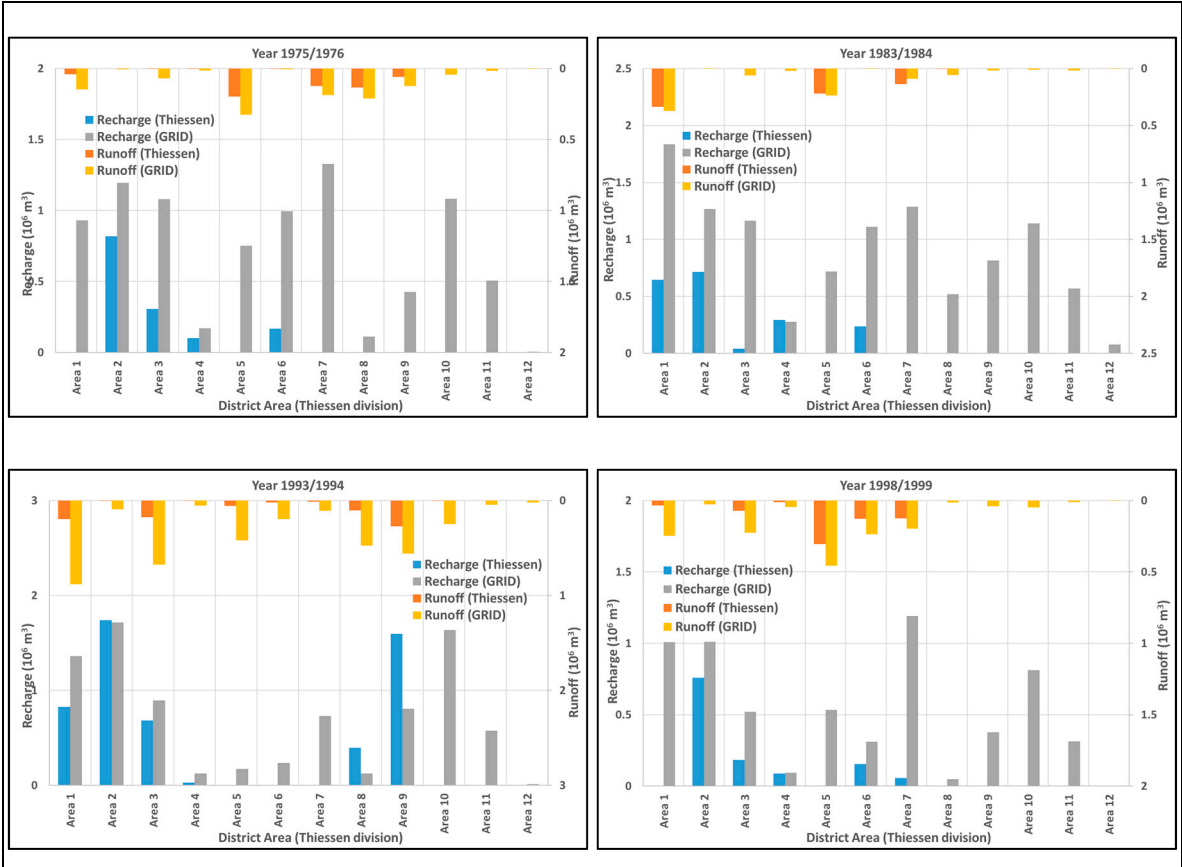 Year 1975/1976
2
1.5
1
0.5
0
0
0.5
1
1.5
2
Recharge (10⁶ m³)
Runoff (10⁶ m³)
Recharge (Thiessen)
Recharge (GRID)
Runoff (Thiessen)
Runoff (GRID)
Area 1
Area 2
Area 3
Area 4
Area 5
Area 6
Area 7
Area 8
Area 9
Area 10
Area 11
Area 12
District Area (Thiessen division)
Year 1983/1984
2.5
2
1.5
1
0.5
0
0
0.5
1
1.5
2
2.5
Recharge (10⁶ m³)
Runoff (10⁶ m³)
Recharge (Thiessen)
Recharge (GRID)
Runoff (Thiessen)
Runoff (GRID)
Area 1
Area 2
Area 3
Area 4
Area 5
Area 6
Area 7
Area 8
Area 9
Area 10
Area 11
Area 12
District Area (Thiessen division)
Year 1993/1994
3
2
1
0
0
1
2
3
Recharge (10⁶ m³)
Runoff (10⁶ m³)
Recharge (Thiessen)
Recharge (GRID)
Runoff (Thiessen)
Runoff (GRID)
Area 1
Area 2
Area 3
Area 4
Area 5
Area 6
Area 7
Area 8
Area 9
Area 10
Area 11
Area 12
District Area (Thiessen division)
Year 1998/1999
2
1.5
1
0.5
0
0
0.5
1
1.5
2
Recharge (10⁶ m³)
Runoff (10⁶ m³)
Recharge (Thiessen)
Recharge (GRID)
Runoff (Thiessen)
Runoff (GRID)
Area 1
Area 2
Area 3
Area 4
Area 5
Area 6
Area 7
Area 8
Area 9
Area 10
Area 11
Area 12
District Area (Thiessen division)